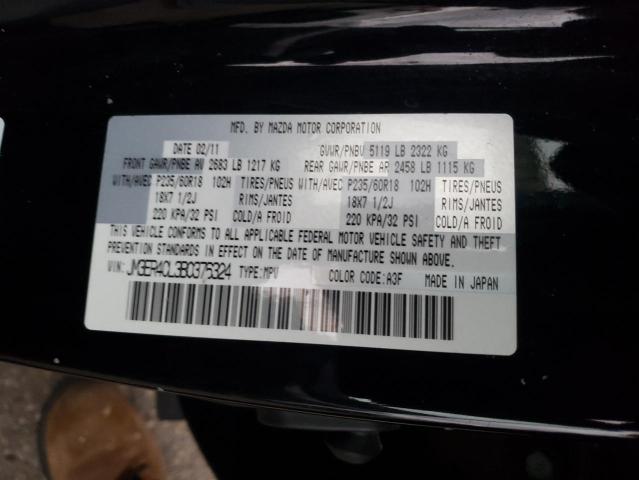 MFD. BY MAZDA MOTOR CORPORATION
DATE 02/11 GVWR/PNBV 5119 LB 2322 KG
FRONT GAWR/PNBE AV 2683 LB 1217 KG REAR GAWR/PNBE AR 2458 LB 1115 KG
WITH/AVEC P235/60R18 102H TIRES/PNEUS WITH/AVEC P235/60R18 102H TIRES/PNEUS
18X7 1/2J RIMS/JANTES 18X7 1/2J RIMS/JANTES
220 KPA/32 PSI COLD/A FROID 220 KPA/32 PSI COLD/A FROID
THIS VEHICLE CONFORMS TO ALL APPLICABLE FEDERAL MOTOR VEHICLE SAFETY AND THEFT
PREVENTION STANDARDS IN EFFECT ON THE DATE OF MANUFACTURE SHOWN ABOVE.
VIN: JM3ER4CL3B0375324 TYPE: MPV COLOR CODE: A3F MADE IN JAPAN